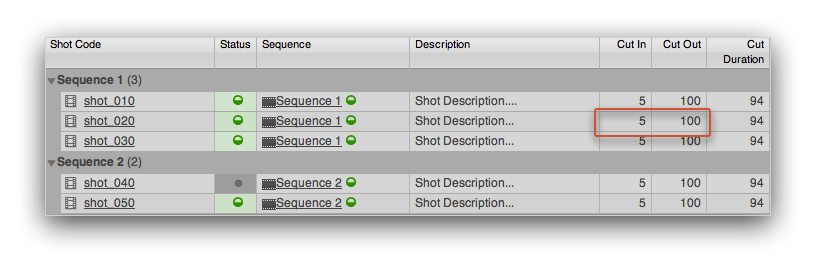 Shot Code Status Sequence Description Cut In Cut Out Cut Duration
Sequence 1 (3)
shot_010 Sequence 1 Shot Description.... 5 100 94
shot_020 Sequence 1 Shot Description.... 5 100 94
shot_030 Sequence 1 Shot Description... 5 100 94
Sequence 2 (2)
shot_040 Sequence 2 Shot Description... 5 100 94
shot_050 Sequence 2 Shot Description... 5 100 94